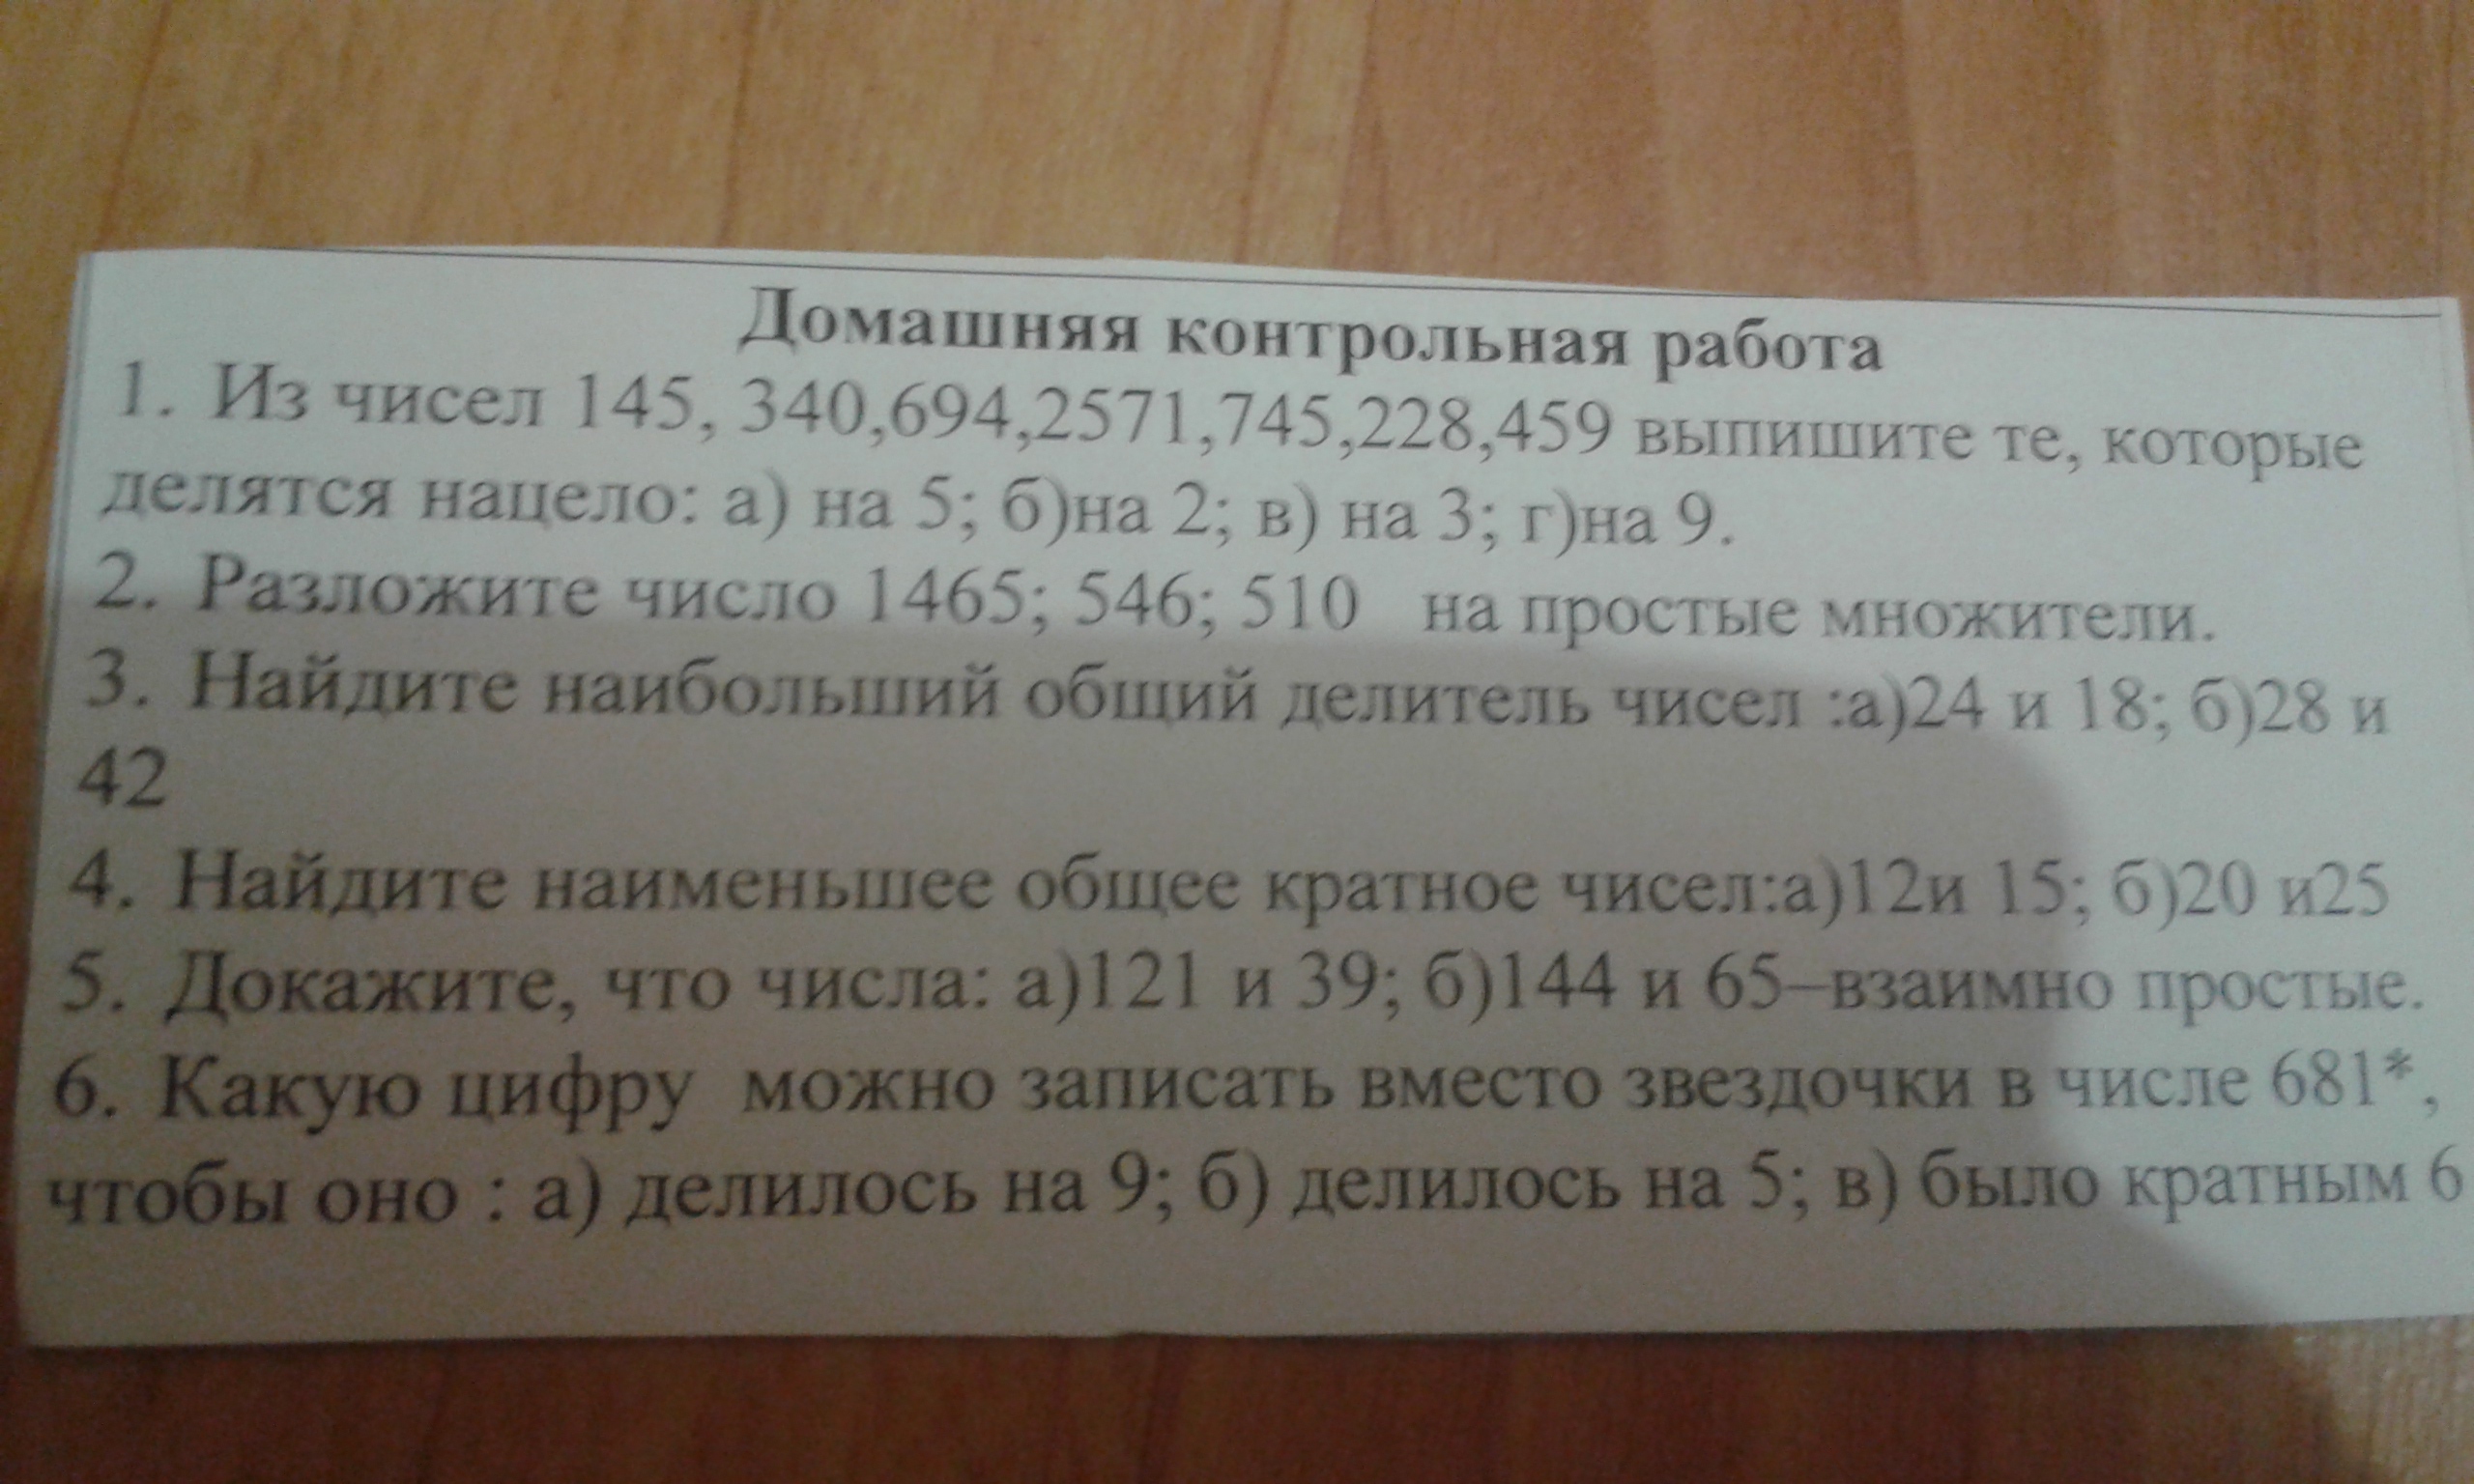 Домашняя контрольная работа
1. Из чисел 145, 340,694,2571,745,228,459 выпишите те, которые
делятся нацело: а) на 5; б)на 2; в) на 3; г)на 9.
2. Разложите число 1465; 546; 510 на простые множители.
3. Найдите наибольший общий делитель чисел :а)24 и 18; б)28 и
42
4. Найдите наименьшее общее кратное чисел:а)12и 15; б)20 и25
5. Докажите, что числа: а)121 и 39; б)144 и 65–взаимно простые.
6. Какую цифру можно записать вместо звездочки в числе 681*,
чтобы оно : а) делилось на 9; б) делилось на 5; в) было кратным 6